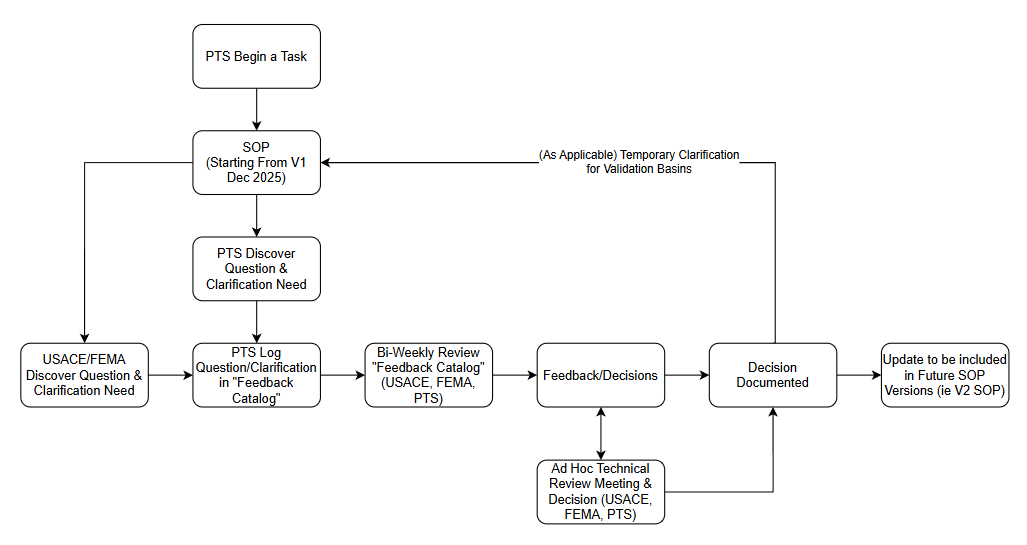 PTS Begin a Task
SOP
(Starting From V1
Dec 2025)
(As Applicable) Temporary Clarification
for Validation Basins
PTS Discover
Question &
Clarification Need
USACE/FEMA
Discover Question &
Clarification Need
PTS Log
Question/Clarification
in "Feedback
Catalog"
Bi-Weekly Review
"Feedback Catalog"
(USACE, FEMA,
PTS)
Feedback/Decisions
Decision
Documented
Update to be included
in Future SOP
Versions (ie V2 SOP)
Ad Hoc Technical
Review Meeting &
Decision (USACE,
FEMA, PTS)